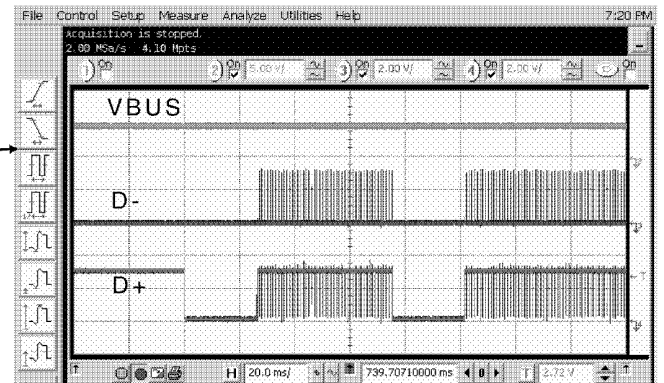 File Control Setup Measure Analyze Utilities Help 7:20 PM
Acquisition is stopped.
2.00 MSa/s 4.10 Mpts
1) On 2) On 5.00 V/ 3) On 2.00 V/ 4) On 2.00 V/ On
VBUS
D-
D+
T
H 20.0 ms/ 739.70710000 ms 0 T 2.72 V